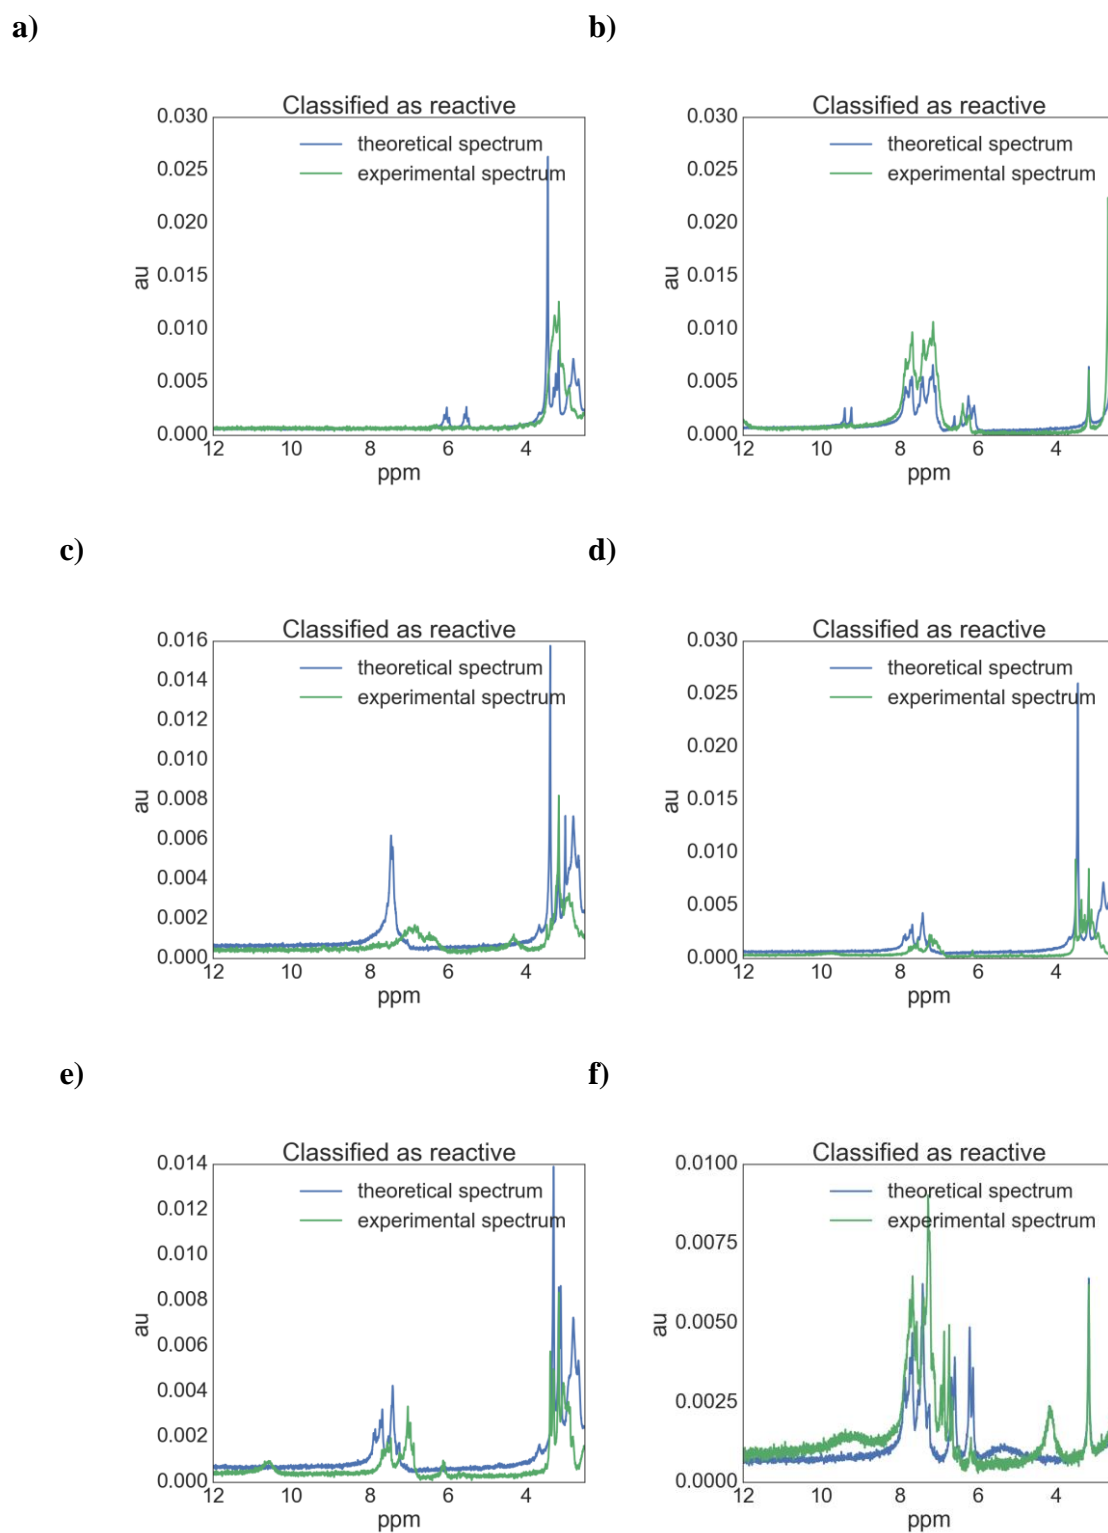 a)
b)
Classified as reactive
0.030
0.025
0.020
0.015
0.010
0.005
0.000
au
theoretical spectrum
experimental spectrum
12 10 8 6 4
ppm
Classified as reactive
0.030
0.025
0.020
0.015
0.010
0.005
0.000
au
theoretical spectrum
experimental spectrum
12 10 8 6 4
ppm
c)
d)
Classified as reactive
0.016
0.014
0.012
0.010
0.008
0.006
0.004
0.002
0.000
au
theoretical spectrum
experimental spectrum
12 10 8 6 4
ppm
Classified as reactive
0.030
0.025
0.020
0.015
0.010
0.005
0.000
au
theoretical spectrum
experimental spectrum
12 10 8 6 4
ppm
e)
f)
Classified as reactive
0.014
0.012
0.010
0.008
0.006
0.004
0.002
0.000
au
theoretical spectrum
experimental spectrum
12 10 8 6 4
ppm
Classified as reactive
0.0100
0.0075
0.0050
0.0025
0.0000
au
theoretical spectrum
experimental spectrum
12 10 8 6 4
ppm